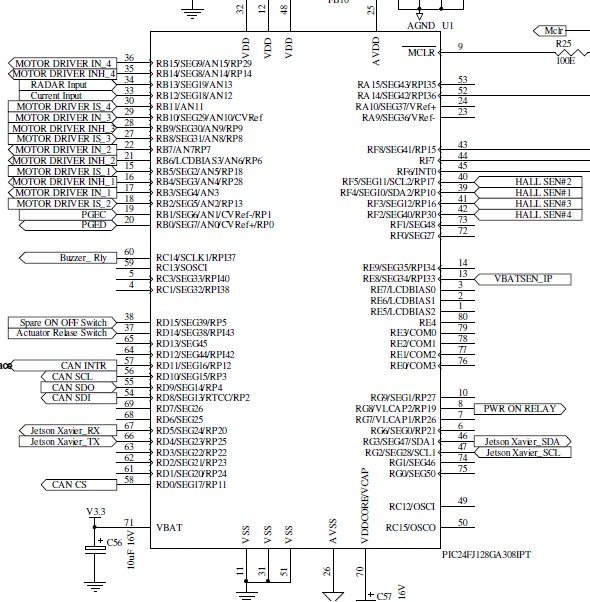 32
12
48
25
AGND U1
VDD
VDD
VDD
AVDD
MCLR 9
Mclr
R25
100E
MOTOR DRIVER IN_4 36 RB15/SEG9/AN15/RP29
MOTOR DRIVER INH_4 35 RB14/SEG8/AN14/RP14
RADAR Input 34 RB13/SEG19/AN13
Current Input 33 RB12/SEG18/AN12
MOTOR DRIVER IS_4 30 RB11/AN11
MOTOR DRIVER IN_3 29 RB10/SEG29/AN10/CVRef
MOTOR DRIVER INH_3 28 RB9/SEG30/AN9/RP9
MOTOR DRIVER IS_3 27 RB8/SEG31/AN8/RP8
MOTOR DRIVER IN_2 22 RB7/AN7RP7
MOTOR DRIVER INH_2 21 RB6/LCDBIAS3/AN6/RP6
MOTOR DRIVER IS_1 15 RB5/SEG2/AN5/RP18
MOTOR DRIVER INH_1 16 RB4/SEG3/AN4/RP28
MOTOR DRIVER IN_1 17 RB3/SEG4/AN3
MOTOR DRIVER IS_2 18 RB2/SEG5/AN2/RP13
PGEC 19 RB1/SEG6/AN1/CVRef-/RP1
PGED 20 RB0/SEG7/AN0/CVRef+/RP0
RA15/SEG43/RPI35 53
RA14/SEG42/RPI36 52
RA10/SEG37/VRef+ 24
RA9/SEG36/VRef- 23
RF8/SEG41/RP15 43
RF7 44
RF6/INT0 45
RF5/SEG11/SCL2/RP17 40 HALL SEN#2
RF4/SEG10/SDA2/RP10 39 HALL SEN#1
RF3/SEG12/RP16 41 HALL SEN#3
RF2/SEG40/RP30 42 HALL SEN#4
RF1/SEG48 73
RF0/SEG27 72
Buzzer_ Rly 60 RC14/SCLK1/RPI37
59 RC13/SOSCI
5 RC3/SEG33/RPI40
4 RC1/SEG32/RPI38
RE9/SEG35/RPI34 14
RE8/SEG34/RPI33 13 VBATSEN_IP
RE7/LCDBIAS0 3
RE6/LCDBIAS1 2
RE5/LCDBIAS2 1
RE4 80
RE3/COM0 79
RE2/COM1 78
RE1/COM2 77
RE0/COM3 76
Spare ON OFF Switch 38 RD15/SEG39/RP5
Actuator Relase Switch 37 RD14/SEG38/RPI43
65 RD13/SEG45
64 RD12/SEG44/RPI42
ace CAN INTR 57 RD11/SEG16/RP12
CAN SCL 56 RD10/SEG15/RP3
CAN SDO 55 RD9/SEG14/RP4
CAN SDI 54 RD8/SEG13/RTCC/RP2
69 RD7/SEG26
68 RD6/SEG25
Jetson Xavier_RX 67 RD5/SEG24/RP20
Jetson Xavier_TX 66 RD4/SEG23/RP25
63 RD3/SEG22/RP22
62 RD2/SEG21/RP23
61 RD1/SEG20/RP24
CAN CS 58 RD0/SEG17/RP11
RG9/SEG1/RP27 10
RG8/VLCAP2/RP19 8 PWR ON RELAY
RG7/VLCAP1/RP26 7
RG6/SEG0/RP21 6
RG3/SEG47/SDA1 46 Jetson Xavier_SDA
RG2/SEG28/SCL1 47 Jetson Xavier_SCL
RG1/SEG46 74
RG0/SEG50 75
RC12/OSCI 49
RC15/OSCO 50
V3.3
71 VBAT
C56
10uF 16V
VSS
VSS
VSS
AVSS
VDDCORE/VCAP
PIC24FJ128GA308IPT
11
31
51
26
70
C57
16V